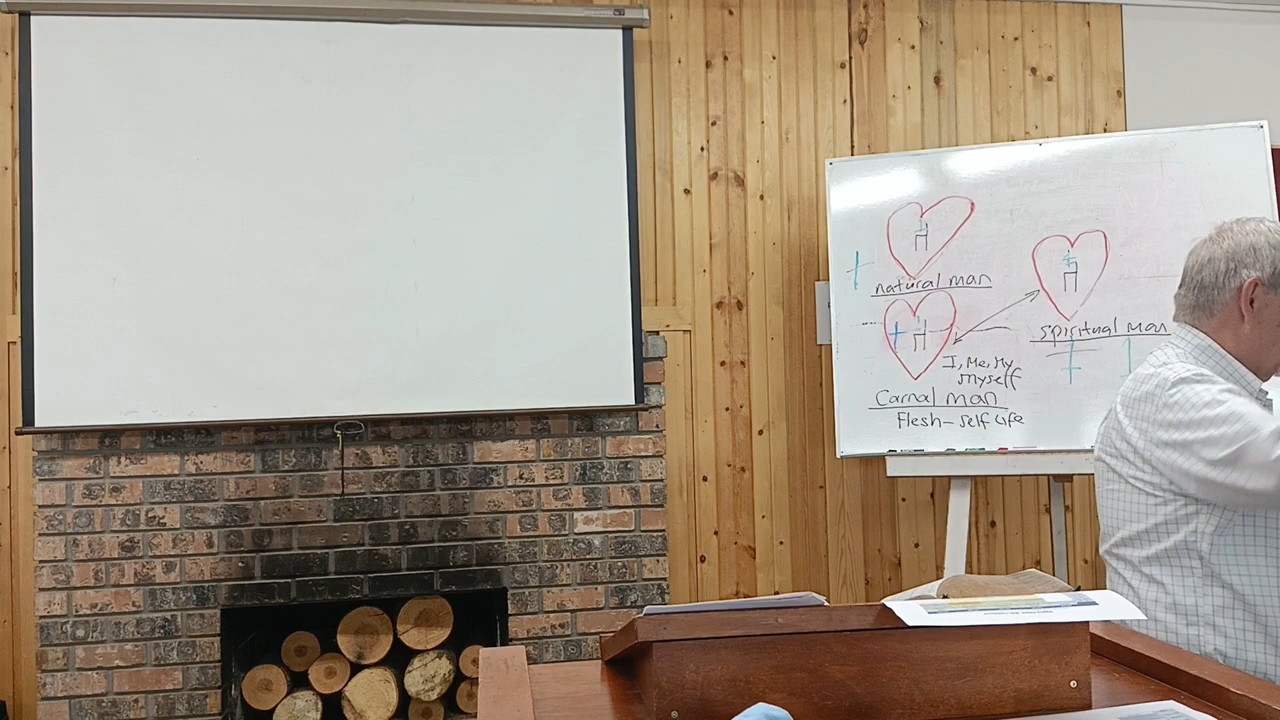 natural man
spiritual man
I, Me, My
Myself
Carnal man
Flesh - Self Life